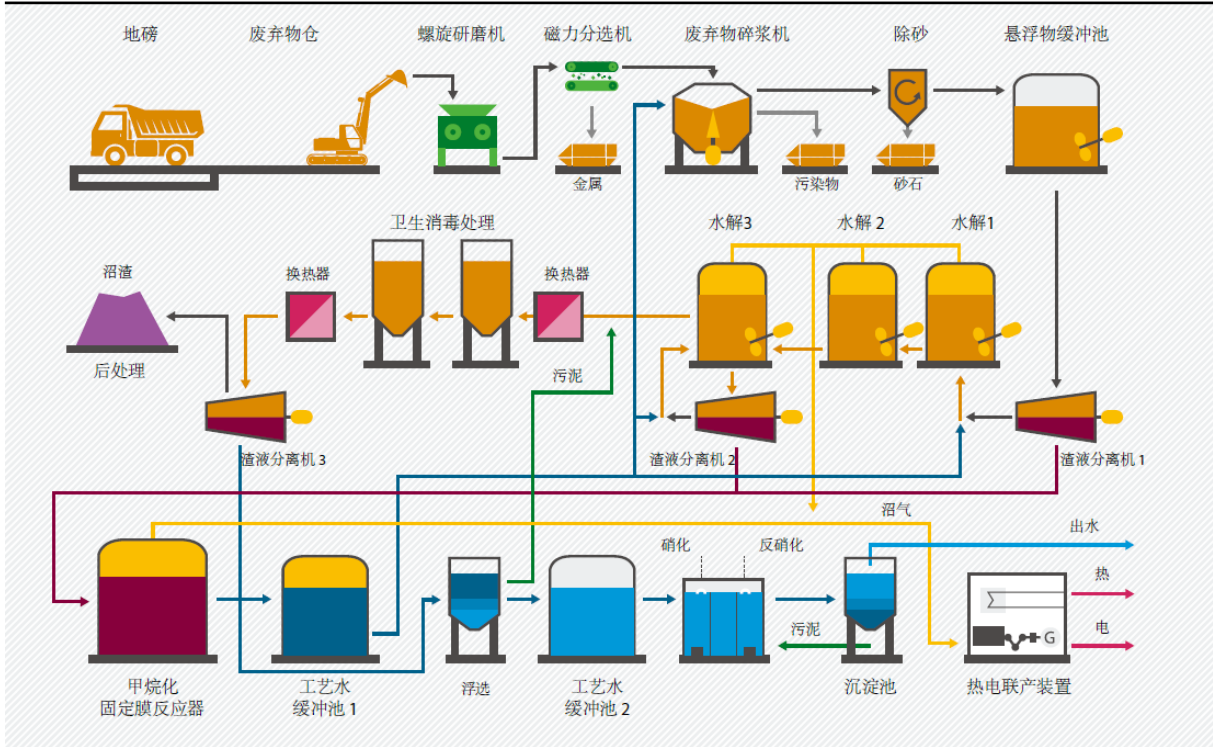 地磅
废弃物仓
螺旋研磨机
磁力分选机
废弃物碎浆机
除砂
悬浮物缓冲池
金属
污染物
砂石
卫生消毒处理
水解3
水解 2
水解1
沼渣
换热器
换热器
后处理
污泥
渣液分离机 3
渣液分离机 2
渣液分离机 1
沼气
出水
硝化
反硝化
热
污泥
电
G
甲烷化
固定膜反应器
工艺水
缓冲池 1
浮选
工艺水
缓冲池 2
沉淀池
热电联产装置